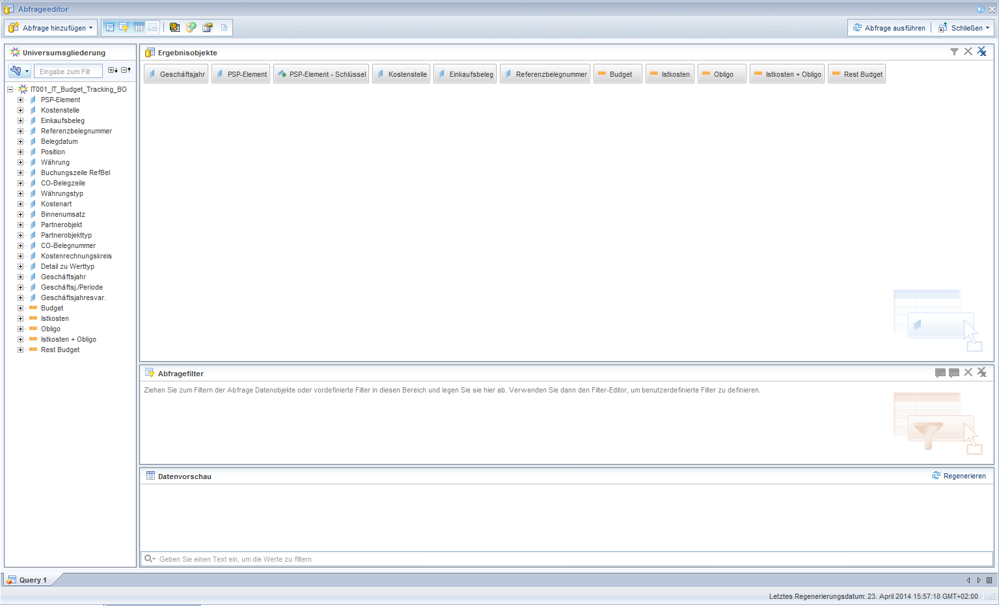 Abfrageeditor
Abfrage hinzufügen
Abfrage ausführen
Schließen
Universumsgliederung
Eingabe zum Filt
IT001_IT_Budget_Tracking_BO
PSP-Element
Kostenstelle
Einkaufsbeleg
Referenzbelegnummer
Belegdatum
Position
Währung
Buchungszeile RefBel
CO-Belegzeile
Währungstyp
Kostenart
Binnenumsatz
Partnerobjekt
Partnerobjekttyp
CO-Belegnummer
Kostenrechnungskreis
Detail zu Werttyp
Geschäftsjahr
Geschäftsj./Periode
Geschäftsjahresvar.
Budget
Istkosten
Obligo
Istkosten + Obligo
Rest Budget
Ergebnisobjekte
Geschäftsjahr PSP-Element PSP-Element - Schlüssel Kostenstelle Einkaufsbeleg Referenzbelegnummer Budget Istkosten Obligo Istkosten + Obligo Rest Budget
Abfragefilter
Ziehen Sie zum Filtern der Abfrage Datenobjekte oder vordefinierte Filter in diesen Bereich und legen Sie sie hier ab. Verwenden Sie dann den Filter-Editor, um benutzerdefinierte Filter zu definieren.
Datenvorschau
Regenerieren
Geben Sie einen Text ein, um die Werte zu filtern
Query 1
Letztes Regenerierungsdatum: 23. April 2014 15:57:18 GMT+02:00